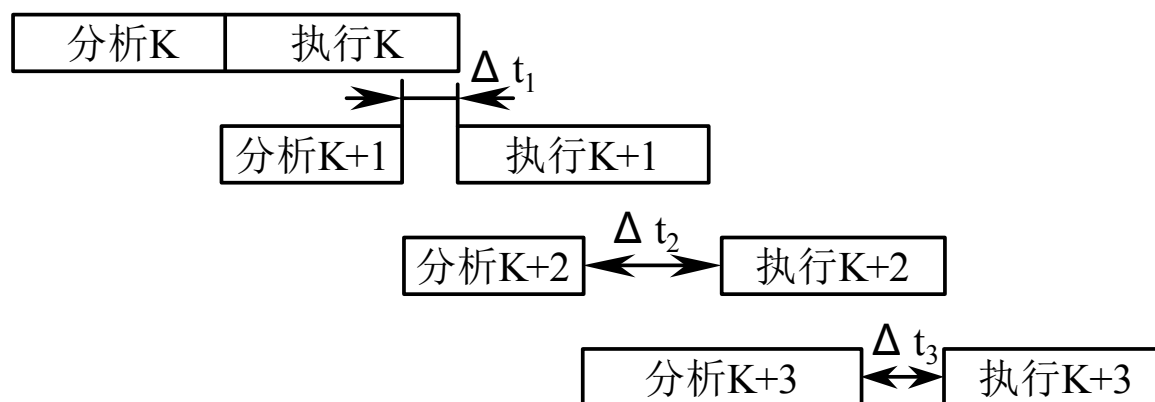 分析K 执行K
Δ t₁
分析K+1 执行K+1
Δ t₂
分析K+2 执行K+2
Δ t₃
分析K+3 执行K+3